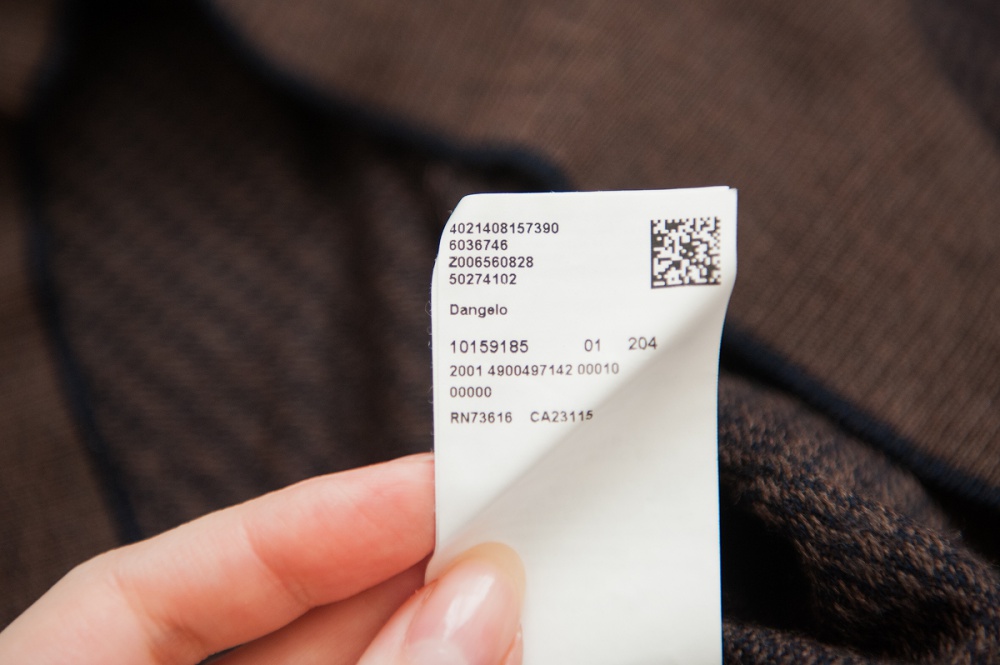 4021408157390
6036746
Z006560828
50274102
Dangelo
10159185 01 204
2001 4900497142 00010
00000
RN73616 CA23115